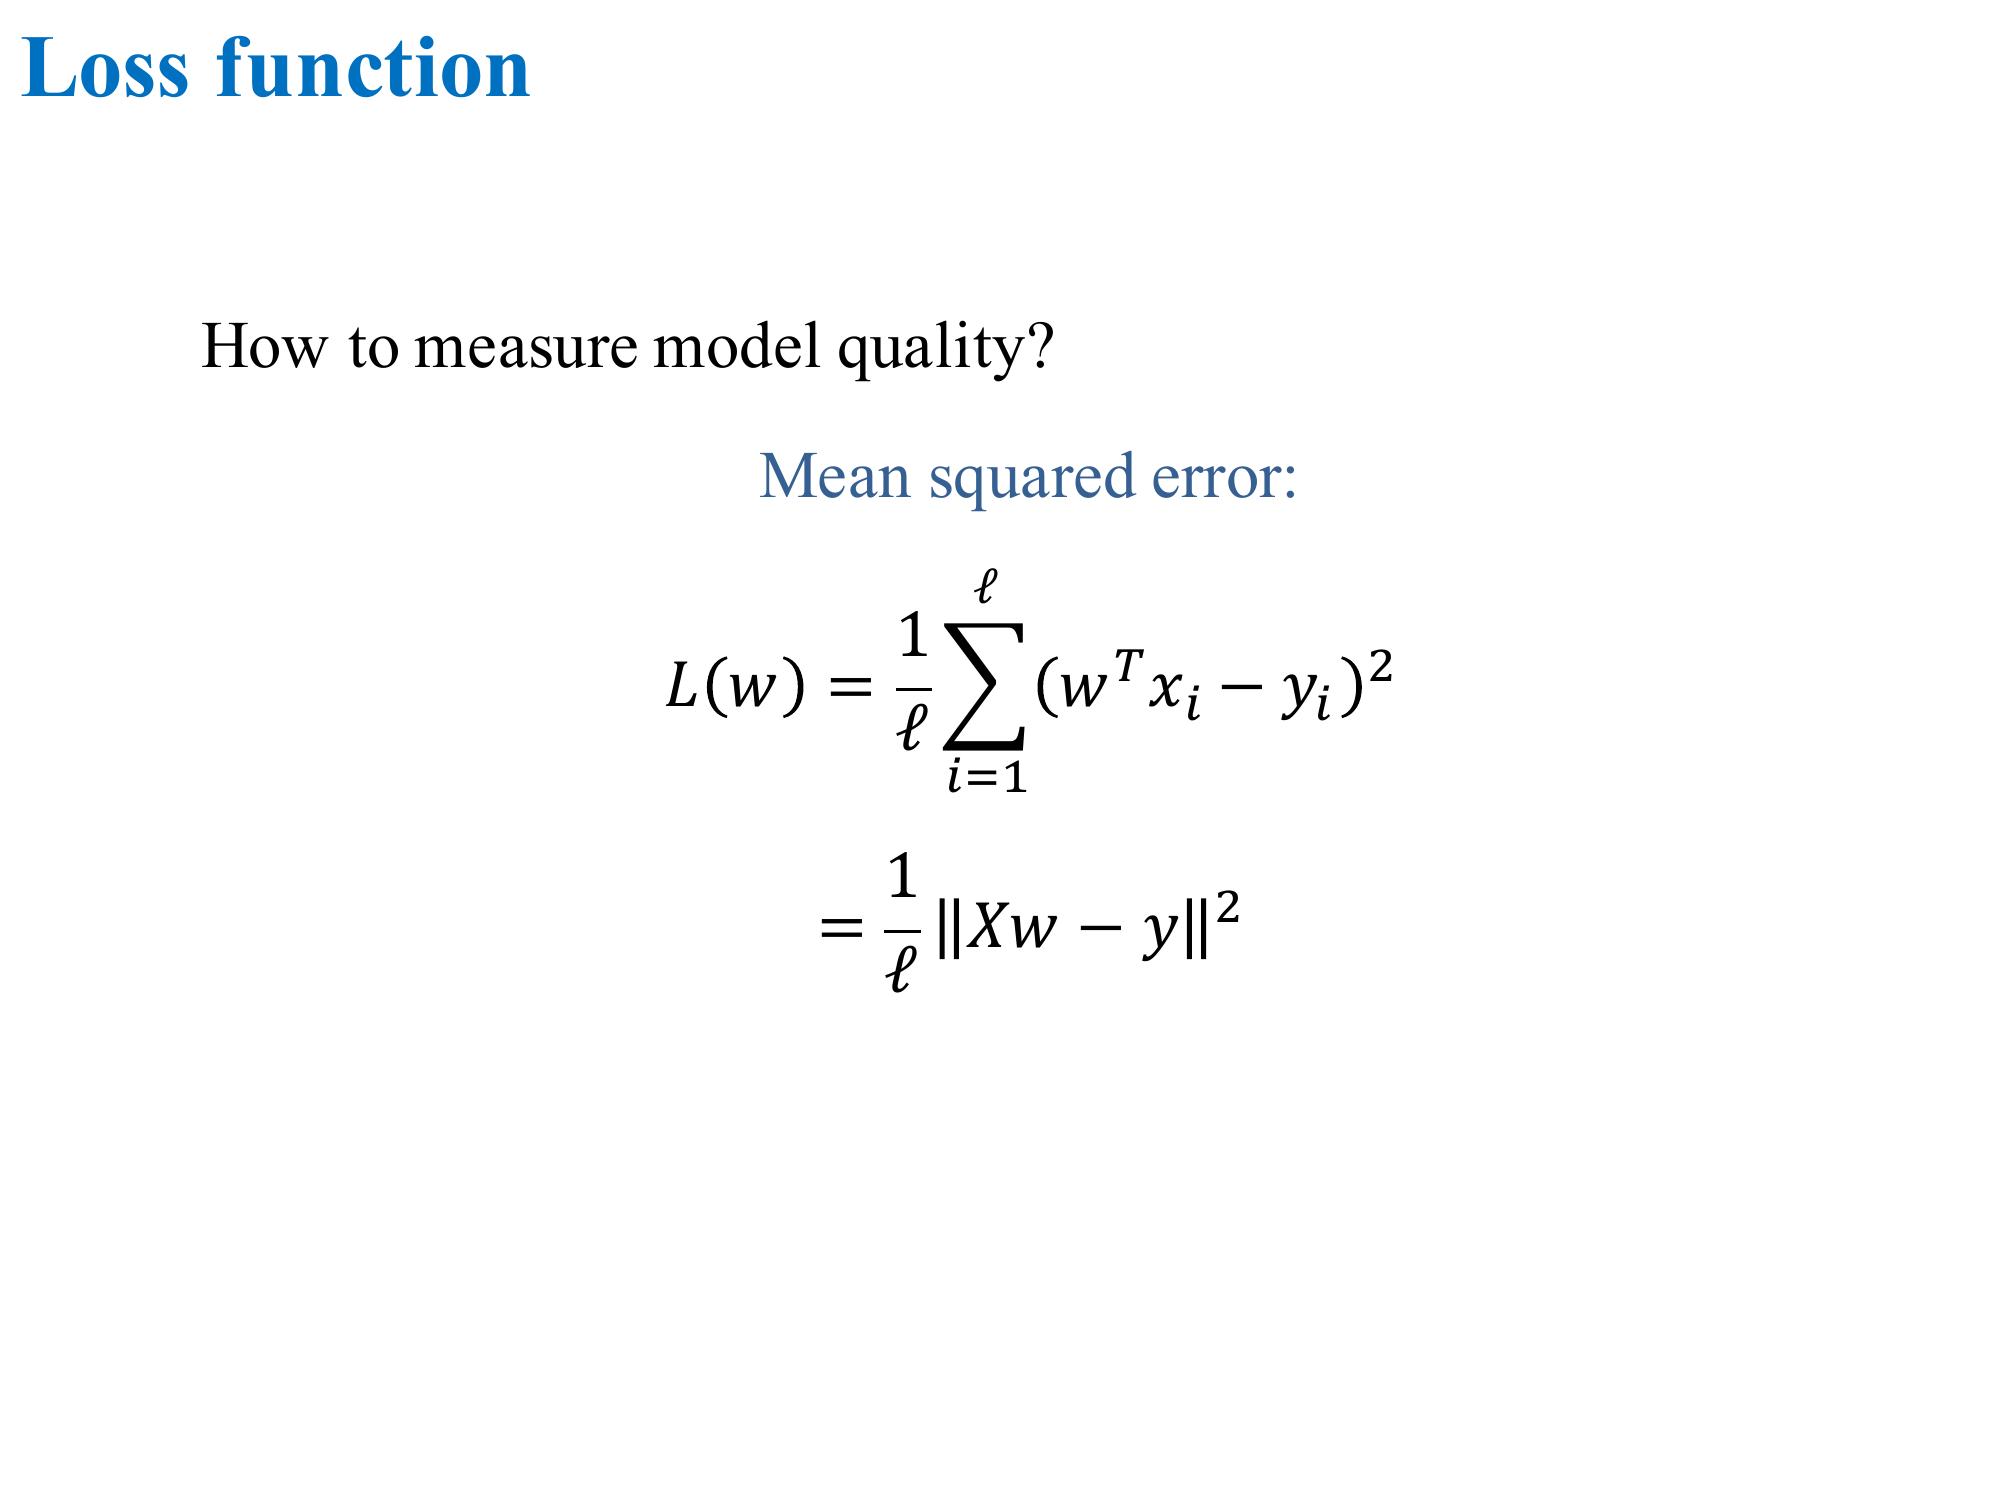 Loss function
How to measure model quality?
Mean squared error:
$L(w) = \frac{1}{\ell} \sum_{i=1}^{\ell} (w^T x_i - y_i)^2$
$= \frac{1}{\ell} \|Xw - y\|^2$